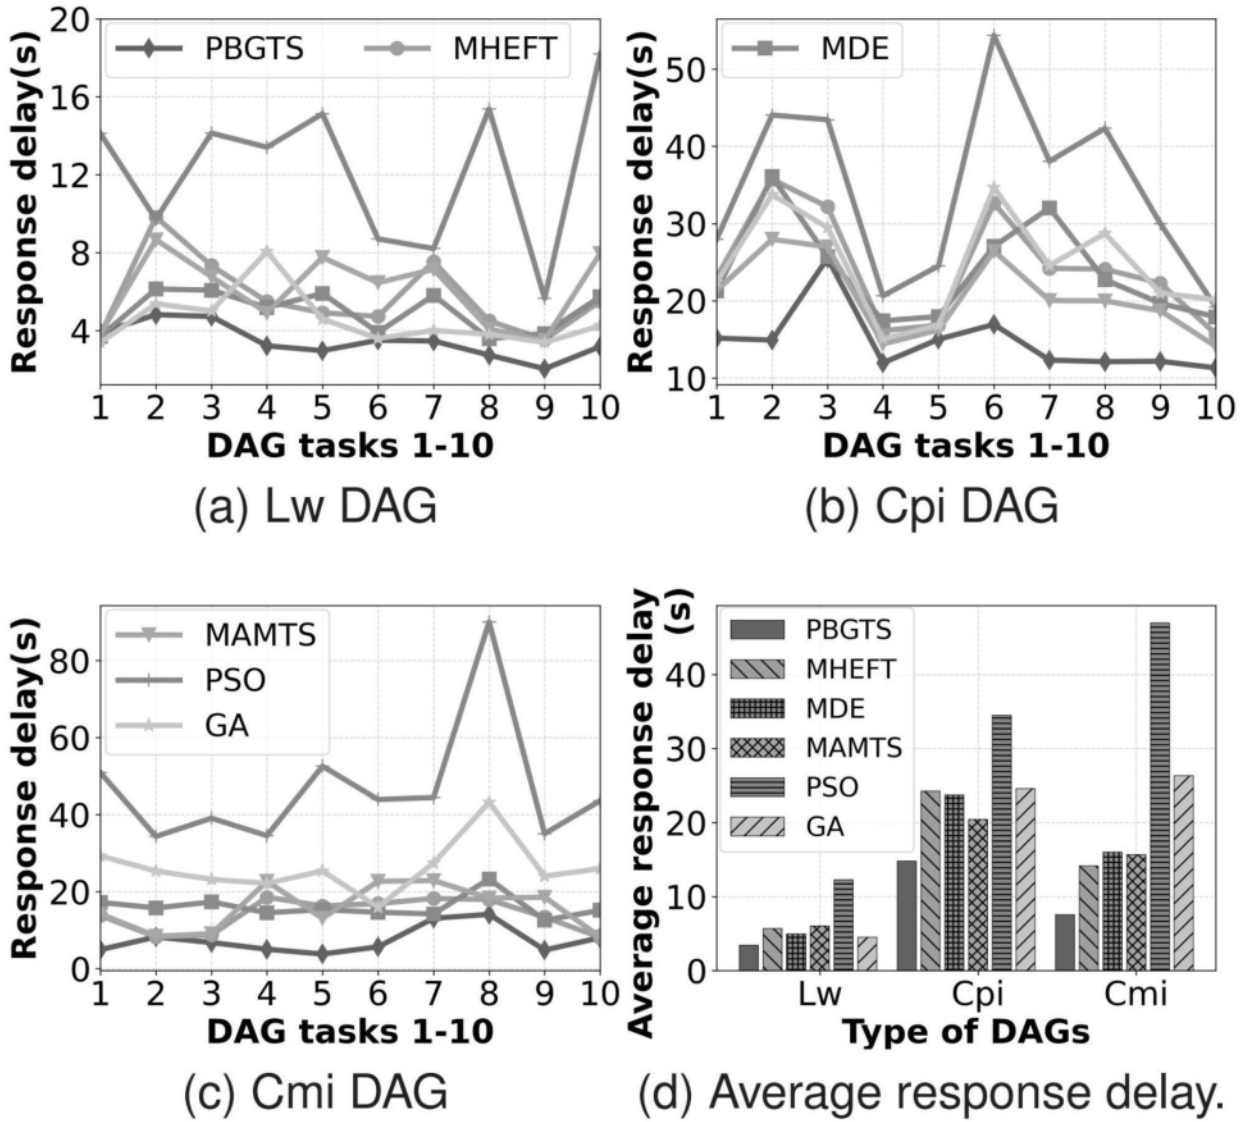 20
16
12
8
4
Response delay(s)
PBGTS MHEFT
1 2 3 4 5 6 7 8 9 10
DAG tasks 1-10
(a) Lw DAG
50
40
30
20
10
Response delay(s)
MDE
1 2 3 4 5 6 7 8 9 10
DAG tasks 1-10
(b) Cpi DAG
80
60
40
20
0
Response delay(s)
MAMTS
PSO
GA
1 2 3 4 5 6 7 8 9 10
DAG tasks 1-10
(c) Cmi DAG
Average response delay
(s)
40
30
20
10
0
PBGTS
MHEFT
MDE
MAMTS
PSO
GA
Lw Cpi Cmi
Type of DAGs
(d) Average response delay.